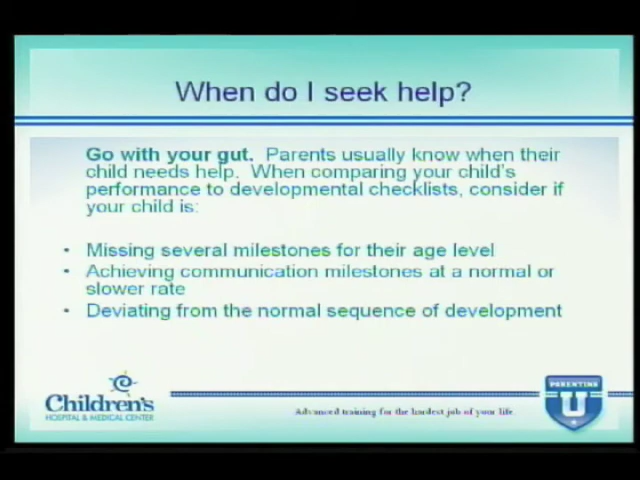 When do I seek help?
Go with your gut. Parents usually know when their
child needs help. When comparing your child's
performance to developmental checklists, consider if
your child is:
• Missing several milestones for their age level
• Achieving communication milestones at a normal or
slower rate
• Deviating from the normal sequence of development
Children's
HOSPITAL & MEDICAL CENTER
Advanced training for the hardest job of your life.
PARENTING
U